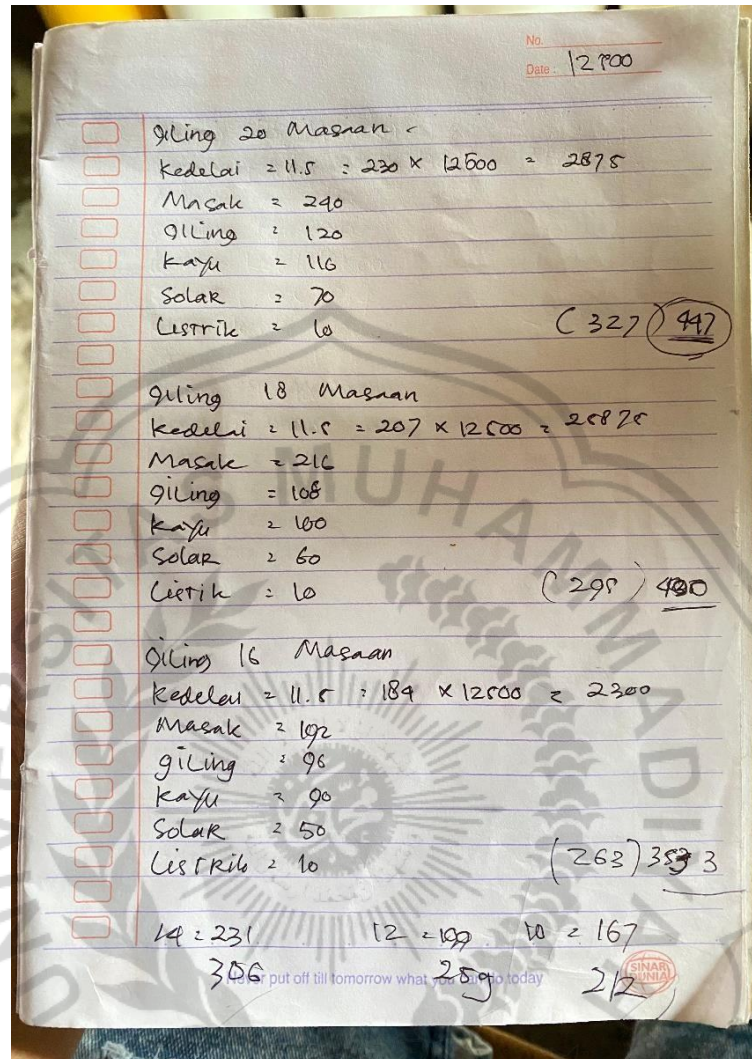 No.
Date : 12500
giling 20 Masaan
Kedelai = 11.5 = 230 x 12500 = 2875
Masak = 240
giling = 120
Kayu = 116
Solar = 70
Listrik = 10 (327) 447
giling 18 Masaan
Kedelai = 11.5 = 207 x 12500 = 25875
Masak = 216
giling = 108
Kayu = 100
Solar = 60
Listik = 10 (295) 400
giling 16 Masaan
Kedelai = 11.5 = 184 x 12500 = 2300
Masak = 192
giling = 96
Kayu = 90
Solar = 50
Listrik = 10 (263) 353
14 = 231 12 = 199 10 = 167
306 259 212
Never put off till tomorrow what you can do today
SINAR DUNIA
UNIVERSITAS MUHAMMADIYAH